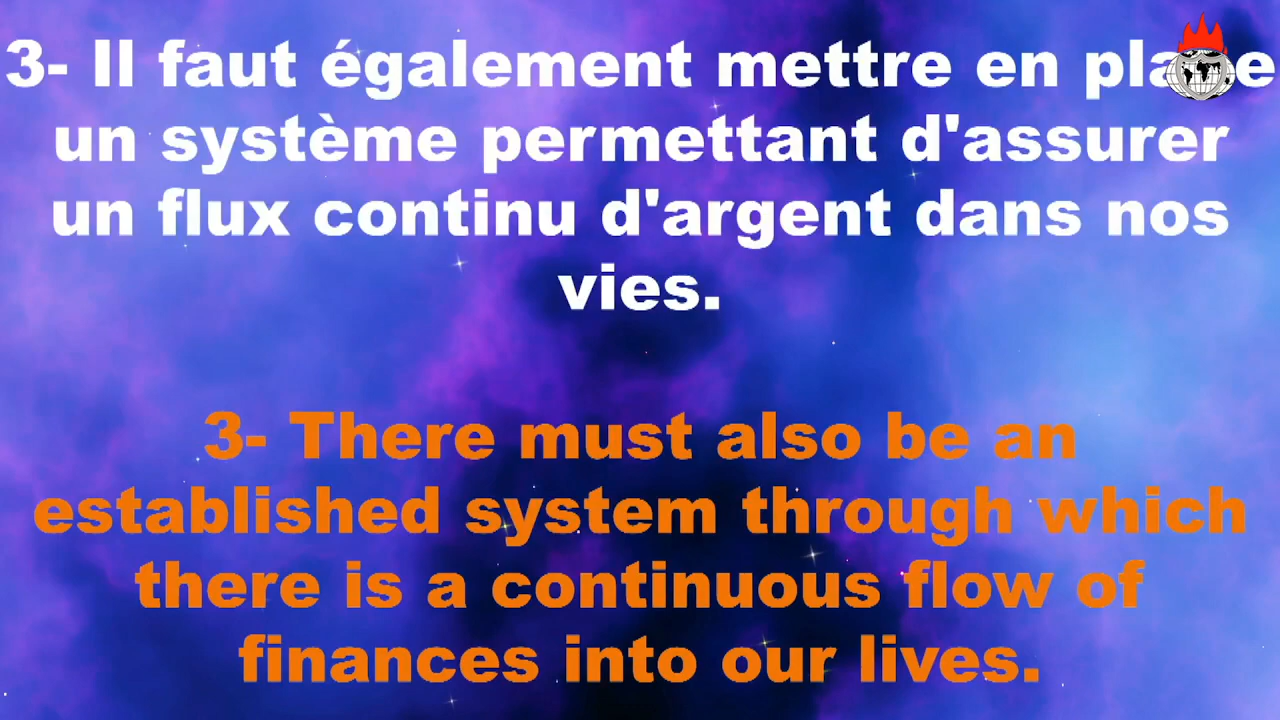 3- Il faut également mettre en place
un système permettant d'assurer
un flux continu d'argent dans nos
vies.
3- There must also be an
established system through which
there is a continuous flow of
finances into our lives.